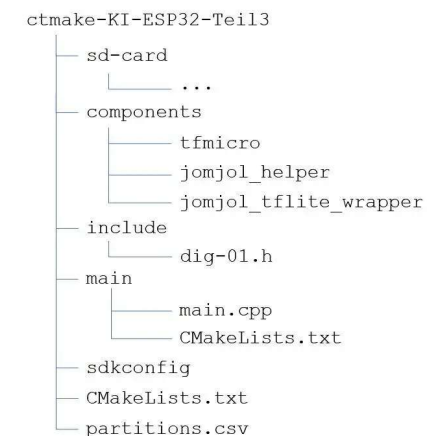 ctmake-KI-ESP32-Teil3
sd-card
...
components
tfmicro
jomjol_helper
jomjol_tflite_wrapper
include
dig-01.h
main
main.cpp
CMakeLists.txt
sdkconfig
CMakeLists.txt
partitions.csv